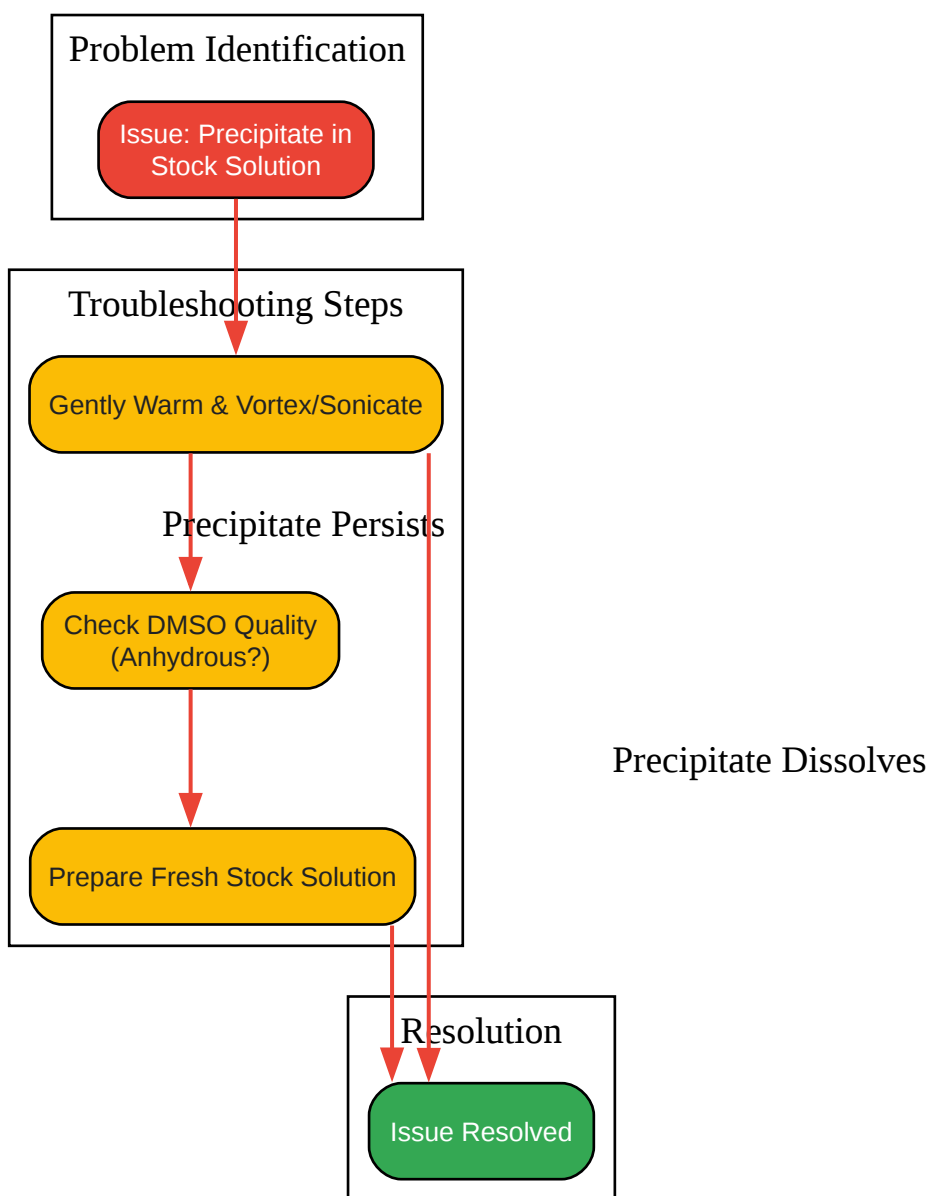 Problem Identification
Issue: Precipitate in
Stock Solution
Troubleshooting Steps
Gently Warm & Vortex/Sonicate
Precipitate Persists
Check DMSO Quality
(Anhydrous?)
Precipitate Dissolves
Prepare Fresh Stock Solution
Resolution
Issue Resolved